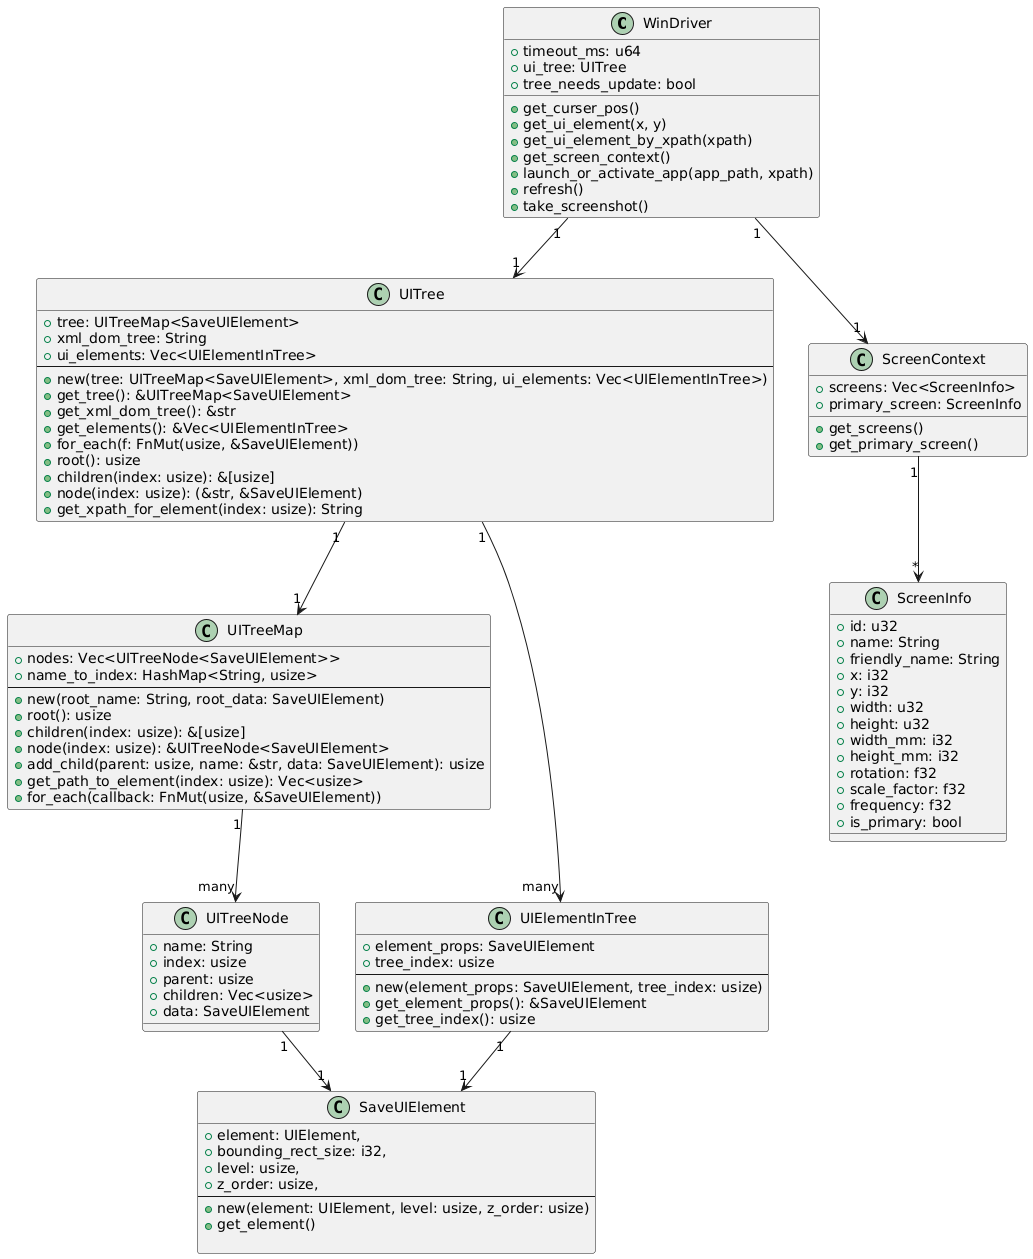 C WinDriver
timeout_ms: u64
ui_tree: UITree
tree_needs_update: bool
get_curser_pos()
get_ui_element(x, y)
get_ui_element_by_xpath(xpath)
get_screen_context()
launch_or_activate_app(app_path, xpath)
refresh()
take_screenshot()
1
1
1
1
C UITree
tree: UITreeMap<SaveUIElement>
xml_dom_tree: String
ui_elements: Vec<UIElementInTree>
new(tree: UITreeMap<SaveUIElement>, xml_dom_tree: String, ui_elements: Vec<UIElementInTree>)
get_tree(): &UITreeMap<SaveUIElement>
get_xml_dom_tree(): &str
get_elements(): &Vec<UIElementInTree>
for_each(f: FnMut(usize, &SaveUIElement))
root(): usize
children(index: usize): &[usize]
node(index: usize): (&str, &SaveUIElement)
get_xpath_for_element(index: usize): String
C ScreenContext
screens: Vec<ScreenInfo>
primary_screen: ScreenInfo
get_screens()
get_primary_screen()
1
*
1
1
1
many
C UITreeMap
nodes: Vec<UITreeNode<SaveUIElement>>
name_to_index: HashMap<String, usize>
new(root_name: String, root_data: SaveUIElement)
root(): usize
children(index: usize): &[usize]
node(index: usize): &UITreeNode<SaveUIElement>
add_child(parent: usize, name: &str, data: SaveUIElement): usize
get_path_to_element(index: usize): Vec<usize>
for_each(callback: FnMut(usize, &SaveUIElement))
C ScreenInfo
id: u32
name: String
friendly_name: String
x: i32
y: i32
width: u32
height: u32
width_mm: i32
height_mm: i32
rotation: f32
scale_factor: f32
frequency: f32
is_primary: bool
1
many
C UITreeNode
name: String
index: usize
parent: usize
children: Vec<usize>
data: SaveUIElement
C UIElementInTree
element_props: SaveUIElement
tree_index: usize
new(element_props: SaveUIElement, tree_index: usize)
get_element_props(): &SaveUIElement
get_tree_index(): usize
1
1
1
1
C SaveUIElement
element: UIElement,
bounding_rect_size: i32,
level: usize,
z_order: usize,
new(element: UIElement, level: usize, z_order: usize)
get_element()